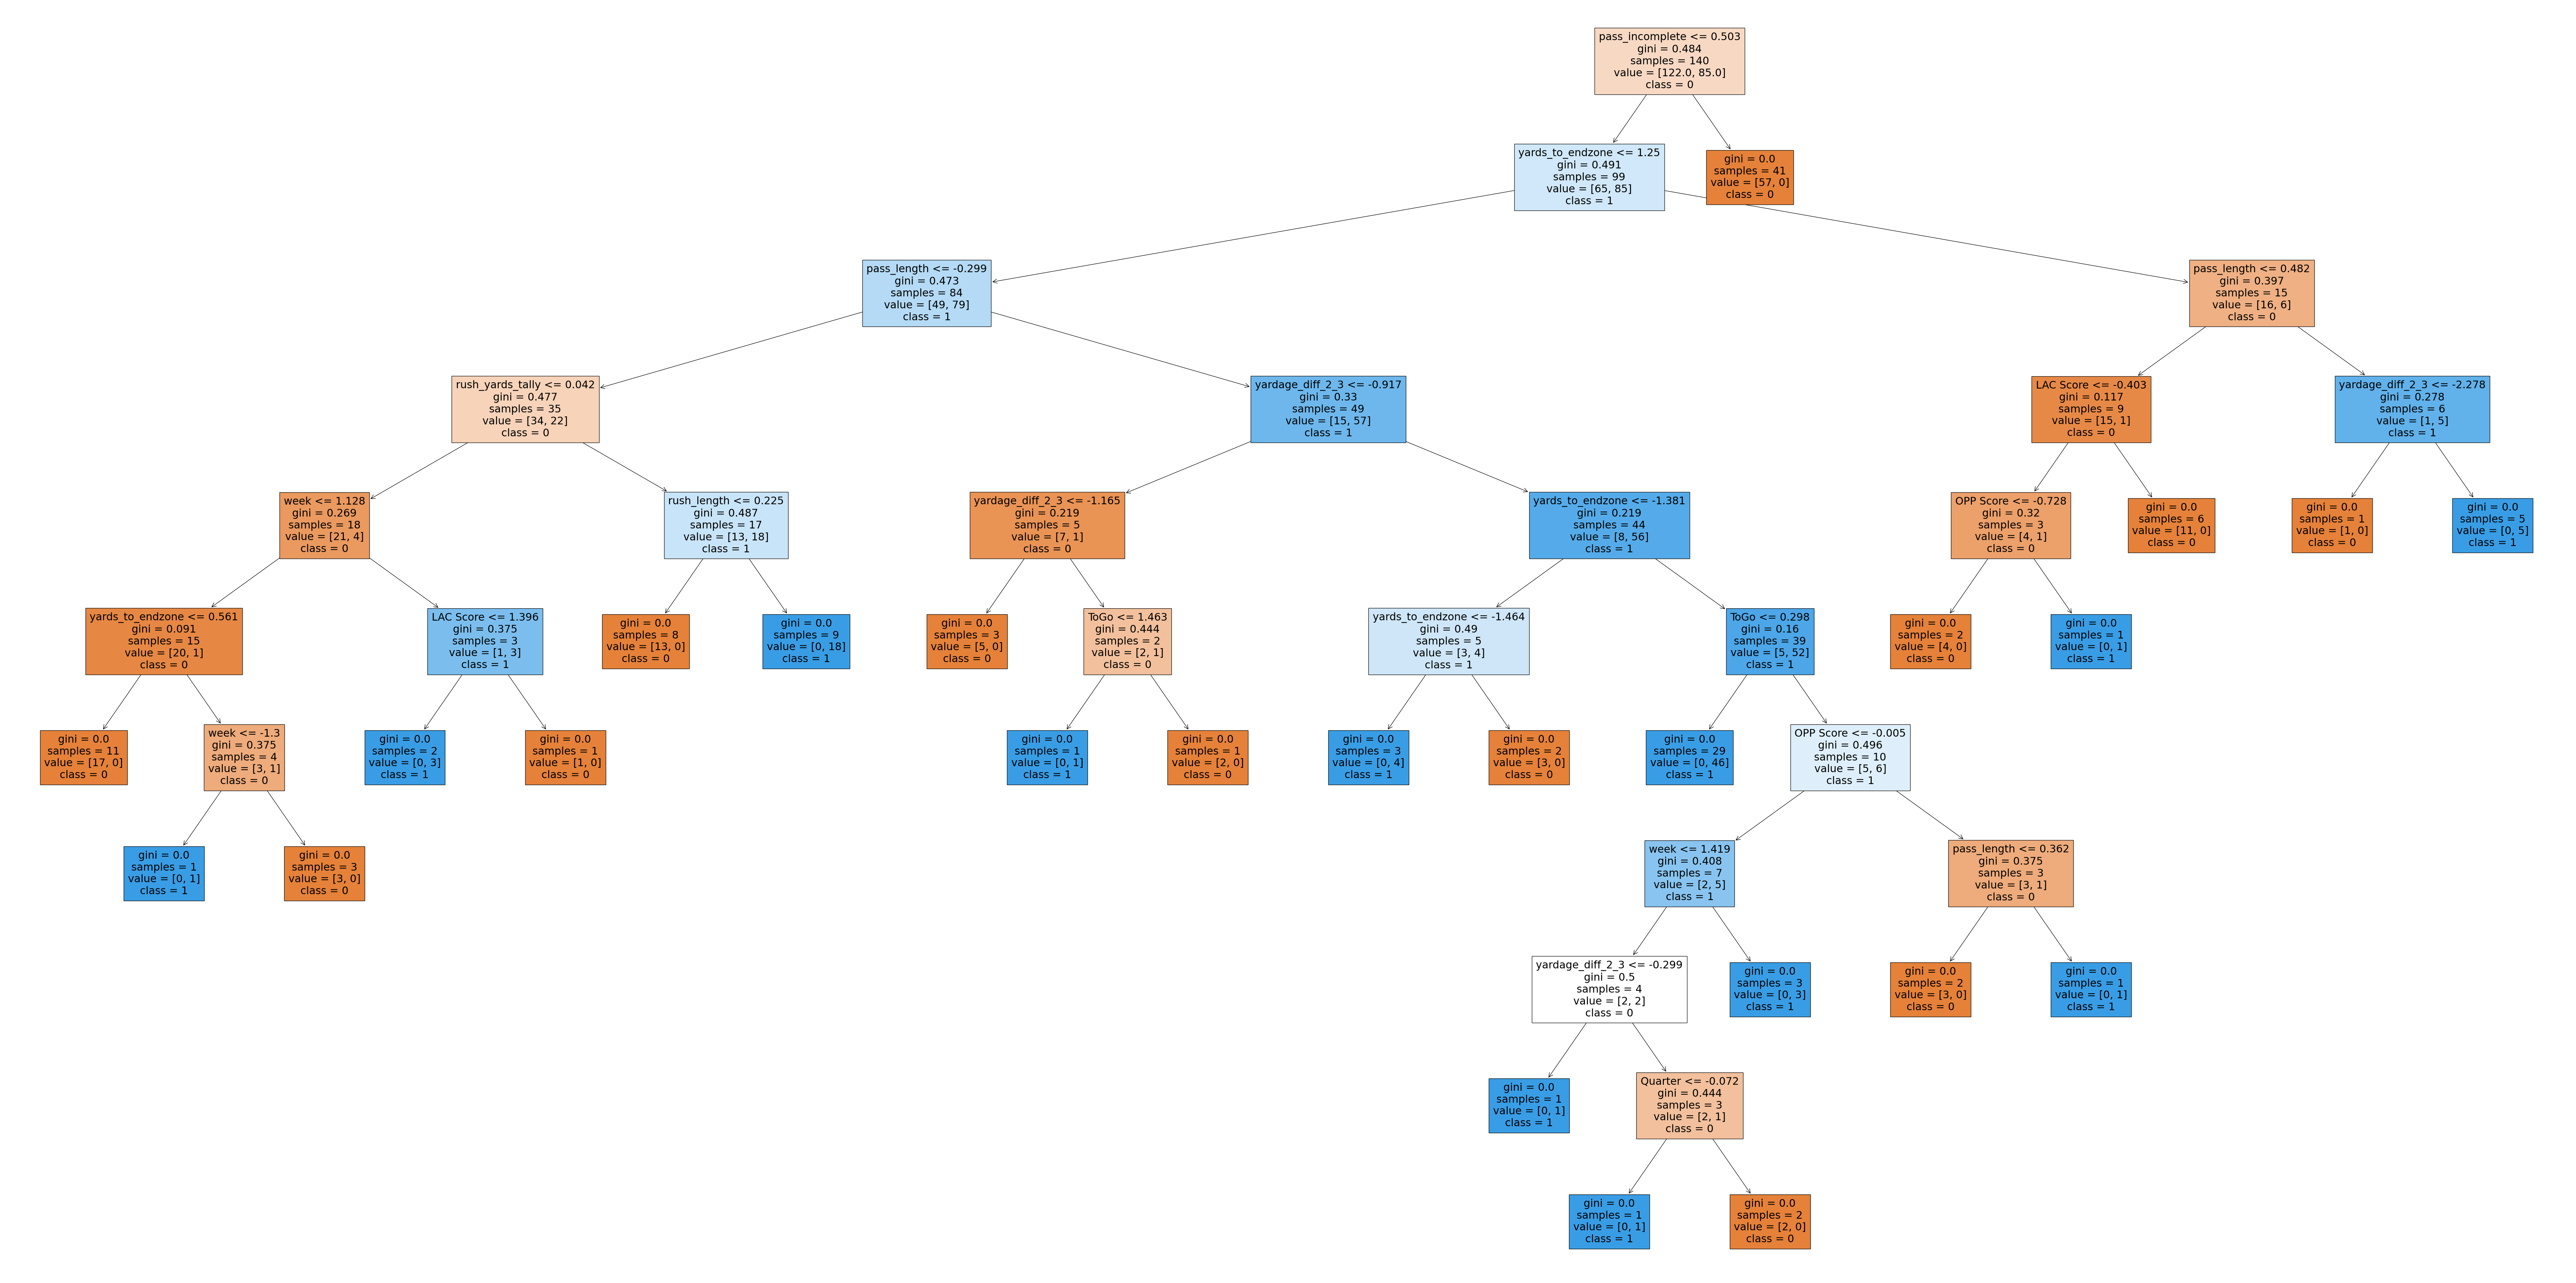 pass_incomplete <= 0.503
gini = 0.484
samples = 140
value = [122.0, 85.0]
class = 0
yards_to_endzone <= 1.25
gini = 0.491
samples = 99
value = [65, 85]
class = 1
gini = 0.0
samples = 41
value = [57, 0]
class = 0
pass_length <= -0.299
gini = 0.473
samples = 84
value = [49, 79]
class = 1
pass_length <= 0.482
gini = 0.397
samples = 15
value = [16, 6]
class = 0
rush_yards_tally <= 0.042
gini = 0.477
samples = 35
value = [34, 22]
class = 0
yardage_diff_2_3 <= -0.917
gini = 0.33
samples = 49
value = [15, 57]
class = 1
LAC Score <= -0.403
gini = 0.117
samples = 9
value = [15, 1]
class = 0
yardage_diff_2_3 <= -2.278
gini = 0.278
samples = 6
value = [1, 5]
class = 1
week <= 1.128
gini = 0.269
samples = 18
value = [21, 4]
class = 0
rush_length <= 0.225
gini = 0.487
samples = 17
value = [13, 18]
class = 1
yardage_diff_2_3 <= -1.165
gini = 0.219
samples = 5
value = [7, 1]
class = 0
yards_to_endzone <= -1.381
gini = 0.219
samples = 44
value = [8, 56]
class = 1
OPP Score <= -0.728
gini = 0.32
samples = 3
value = [4, 1]
class = 0
gini = 0.0
samples = 6
value = [11, 0]
class = 0
gini = 0.0
samples = 1
value = [1, 0]
class = 0
gini = 0.0
samples = 5
value = [0, 5]
class = 1
yards_to_endzone <= 0.561
gini = 0.091
samples = 15
value = [20, 1]
class = 0
LAC Score <= 1.396
gini = 0.375
samples = 3
value = [1, 3]
class = 1
gini = 0.0
samples = 8
value = [13, 0]
class = 0
gini = 0.0
samples = 9
value = [0, 18]
class = 1
gini = 0.0
samples = 3
value = [5, 0]
class = 0
ToGo <= 1.463
gini = 0.444
samples = 2
value = [2, 1]
class = 0
yards_to_endzone <= -1.464
gini = 0.49
samples = 5
value = [3, 4]
class = 1
ToGo <= 0.298
gini = 0.16
samples = 39
value = [5, 52]
class = 1
gini = 0.0
samples = 2
value = [4, 0]
class = 0
gini = 0.0
samples = 1
value = [0, 1]
class = 1
gini = 0.0
samples = 11
value = [17, 0]
class = 0
week <= -1.3
gini = 0.375
samples = 4
value = [3, 1]
class = 0
gini = 0.0
samples = 2
value = [0, 3]
class = 1
gini = 0.0
samples = 1
value = [1, 0]
class = 0
gini = 0.0
samples = 1
value = [0, 1]
class = 1
gini = 0.0
samples = 1
value = [2, 0]
class = 0
gini = 0.0
samples = 3
value = [0, 4]
class = 1
gini = 0.0
samples = 2
value = [3, 0]
class = 0
gini = 0.0
samples = 29
value = [0, 46]
class = 1
OPP Score <= -0.005
gini = 0.496
samples = 10
value = [5, 6]
class = 1
gini = 0.0
samples = 1
value = [0, 1]
class = 1
gini = 0.0
samples = 3
value = [3, 0]
class = 0
week <= 1.419
gini = 0.408
samples = 7
value = [2, 5]
class = 1
pass_length <= 0.362
gini = 0.375
samples = 3
value = [3, 1]
class = 0
yardage_diff_2_3 <= -0.299
gini = 0.5
samples = 4
value = [2, 2]
class = 0
gini = 0.0
samples = 3
value = [0, 3]
class = 1
gini = 0.0
samples = 2
value = [3, 0]
class = 0
gini = 0.0
samples = 1
value = [0, 1]
class = 1
gini = 0.0
samples = 1
value = [0, 1]
class = 1
Quarter <= -0.072
gini = 0.444
samples = 3
value = [2, 1]
class = 0
gini = 0.0
samples = 1
value = [0, 1]
class = 1
gini = 0.0
samples = 2
value = [2, 0]
class = 0